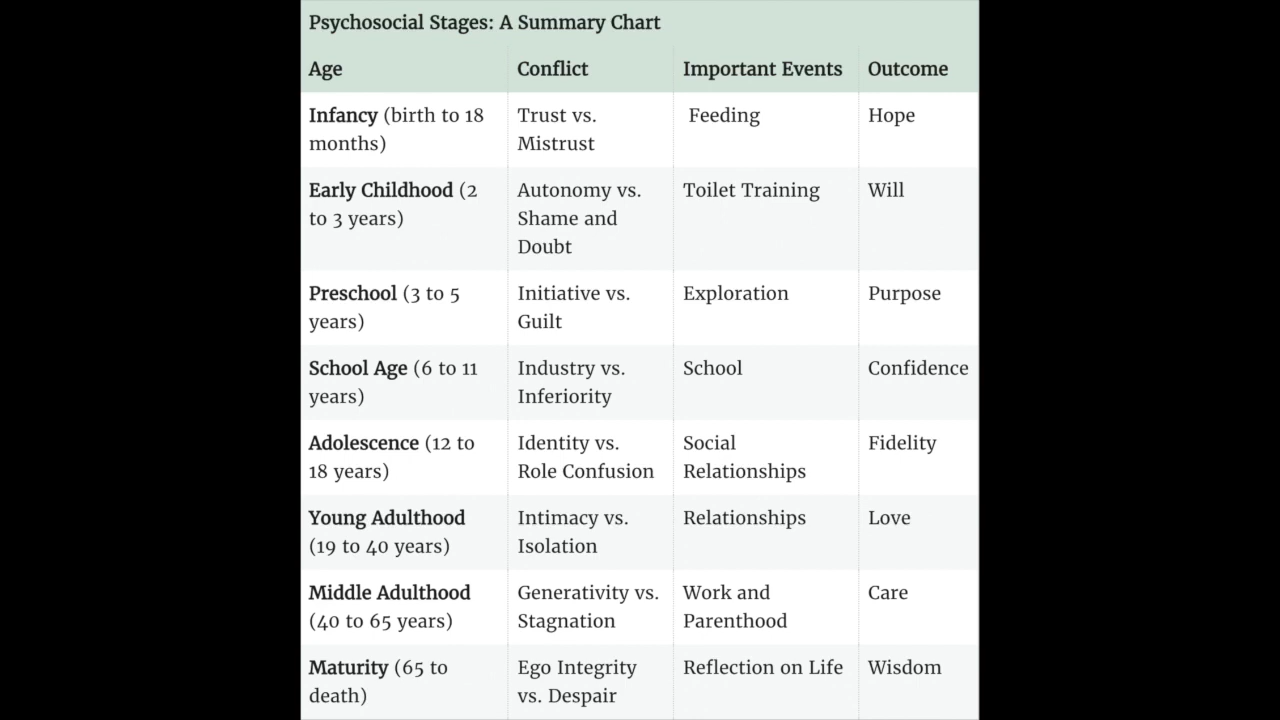 Psychosocial Stages: A Summary Chart
Age Conflict Important Events Outcome
Infancy (birth to 18 Trust vs. Feeding Hope
months) Mistrust
Early Childhood (2 Autonomy vs. Toilet Training Will
to 3 years) Shame and
Doubt
Preschool (3 to 5 Initiative vs. Exploration Purpose
years) Guilt
School Age (6 to 11 Industry vs. School Confidence
years) Inferiority
Adolescence (12 to Identity vs. Social Fidelity
18 years) Role Confusion Relationships
Young Adulthood Intimacy vs. Relationships Love
(19 to 40 years) Isolation
Middle Adulthood Generativity vs. Work and Care
(40 to 65 years) Stagnation Parenthood
Maturity (65 to Ego Integrity Reflection on Life Wisdom
death) vs. Despair